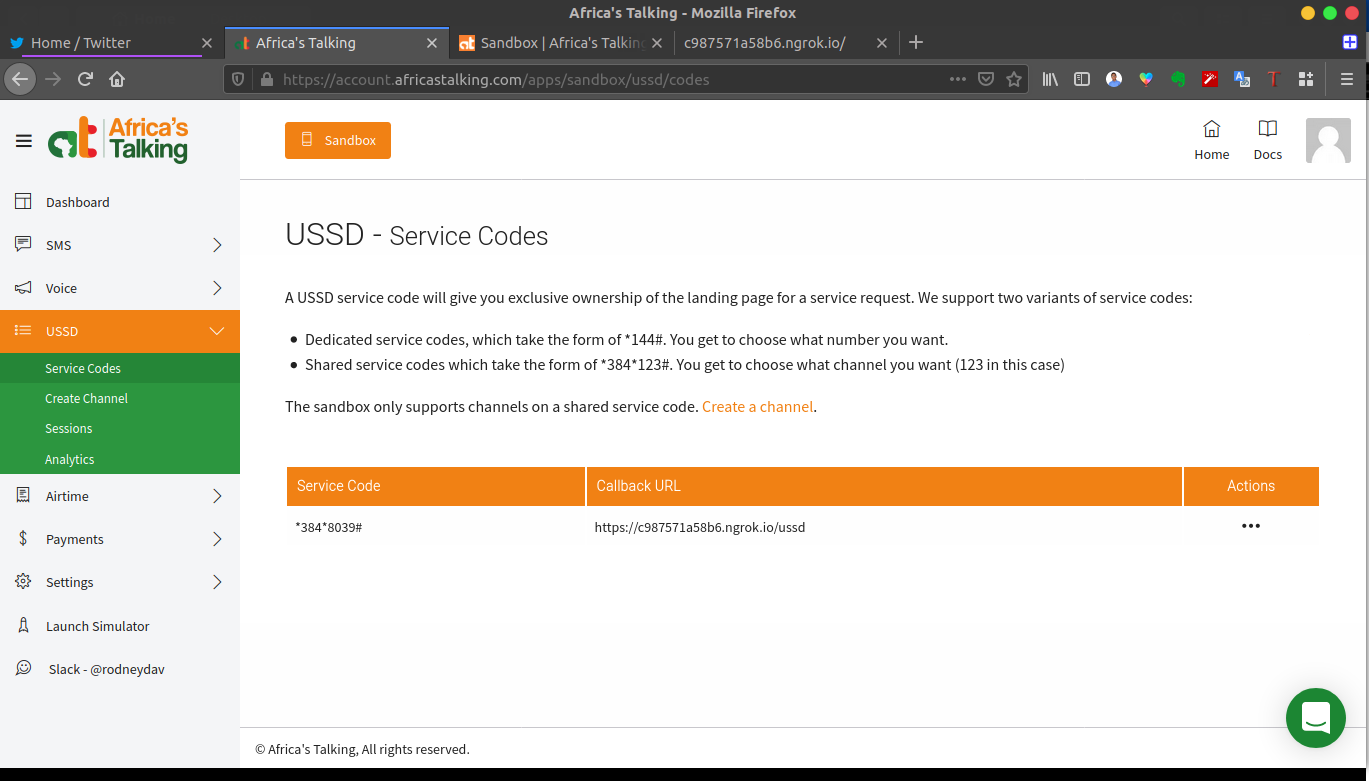 Africa's Talking - Mozilla Firefox
Home / Twitter
Africa's Talking
Sandbox | Africa's Talking
c987571a58b6.ngrok.io/
https://account.africastalking.com/apps/sandbox/ussd/codes
Africa's
Talking
Sandbox
Home
Docs
Dashboard
SMS
Voice
USSD
Service Codes
Create Channel
Sessions
Analytics
Airtime
Payments
Settings
Launch Simulator
Slack - @rodneydav
USSD - Service Codes
A USSD service code will give you exclusive ownership of the landing page for a service request. We support two variants of service codes:
• Dedicated service codes, which take the form of *144#. You get to choose what number you want.
• Shared service codes which take the form of *384*123#. You get to choose what channel you want (123 in this case)
The sandbox only supports channels on a shared service code. Create a channel.
Service Code Callback URL Actions
*384*8039# https://c987571a58b6.ngrok.io/ussd •••
© Africa's Talking, All rights reserved.